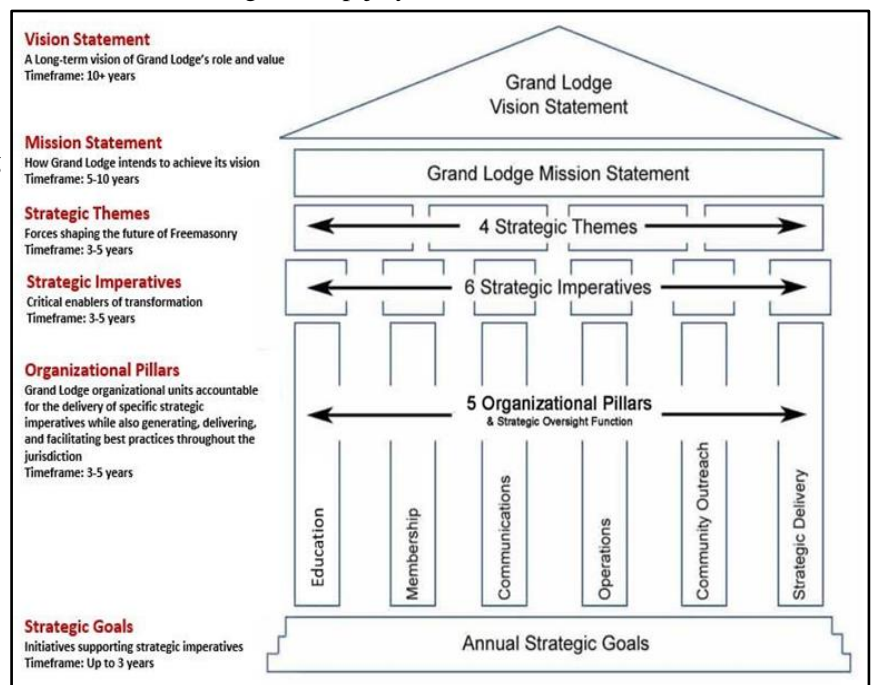 Vision Statement
A Long-term vision of Grand Lodge's role and value
Timeframe: 10+ years
Mission Statement
How Grand Lodge intends to achieve its vision
Timeframe: 5-10 years
Strategic Themes
Forces shaping the future of Freemasonry
Timeframe: 3-5 years
Strategic Imperatives
Critical enablers of transformation
Timeframe: 3-5 years
Organizational Pillars
Grand Lodge organizational units accountable
for the delivery of specific strategic
imperatives while also generating, delivering,
and facilitating best practices throughout the
jurisdiction
Timeframe: 3-5 years
Strategic Goals
Initiatives supporting strategic imperatives
Timeframe: Up to 3 years
Grand Lodge
Vision Statement
Grand Lodge Mission Statement
4 Strategic Themes
6 Strategic Imperatives
5 Organizational Pillars
& Strategic Oversight Function
Education
Membership
Communications
Operations
Community Outreach
Strategic Delivery
Annual Strategic Goals